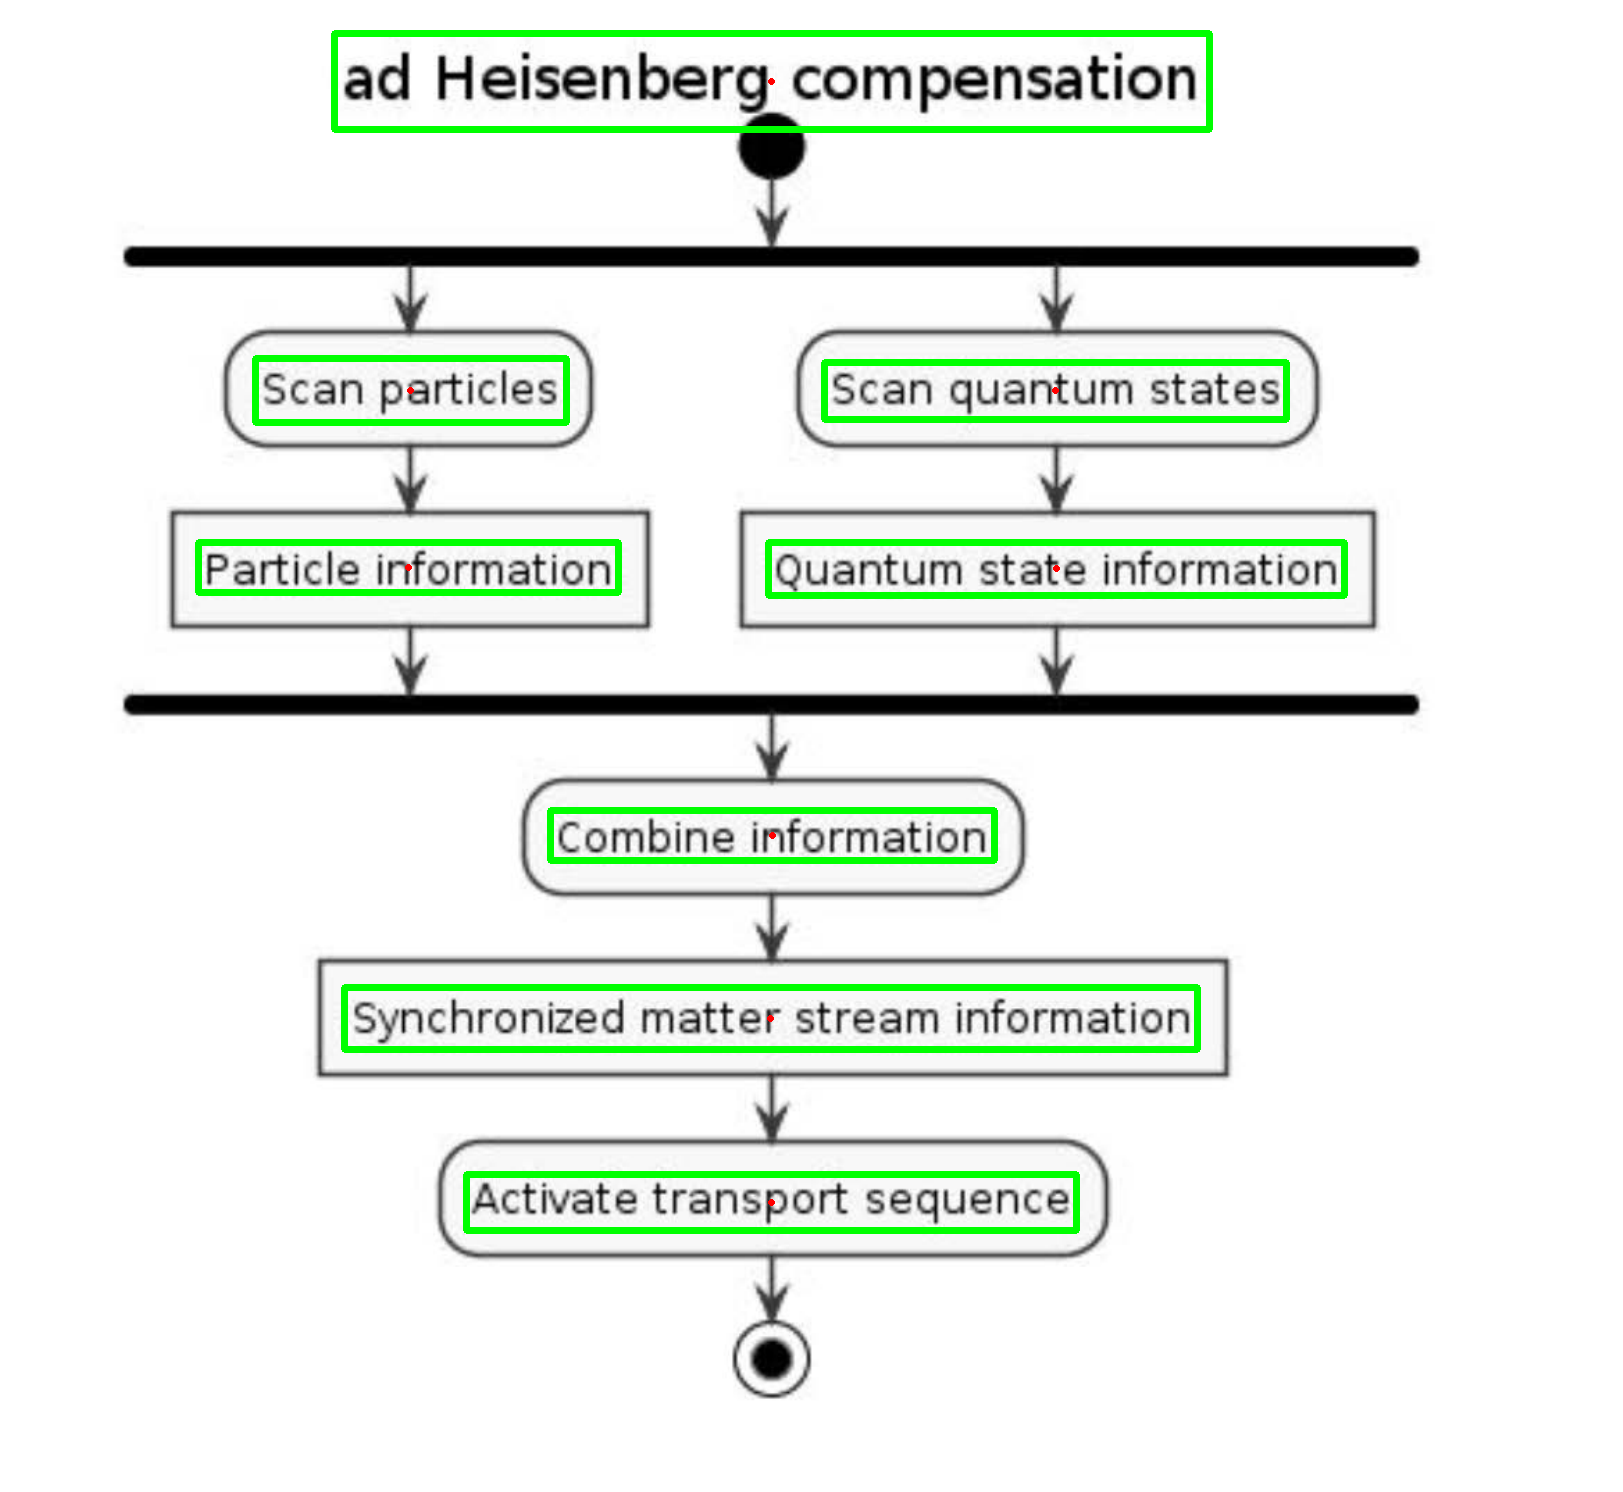 ad Heisenberg compensation
Scan particles
Scan quantum states
Particle information
Quantum state information
Combine information
Synchronized matter stream information
Activate transport sequence